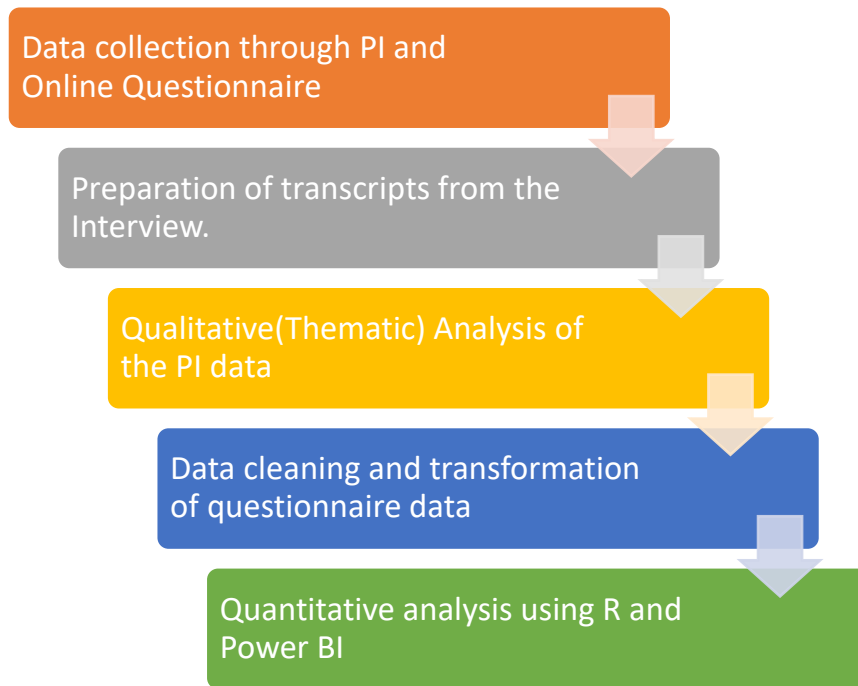 Data collection through PI and
Online Questionnaire
Preparation of transcripts from the
Interview.
Qualitative(Thematic) Analysis of
the PI data
Data cleaning and transformation
of questionnaire data
Quantitative analysis using R and
Power BI